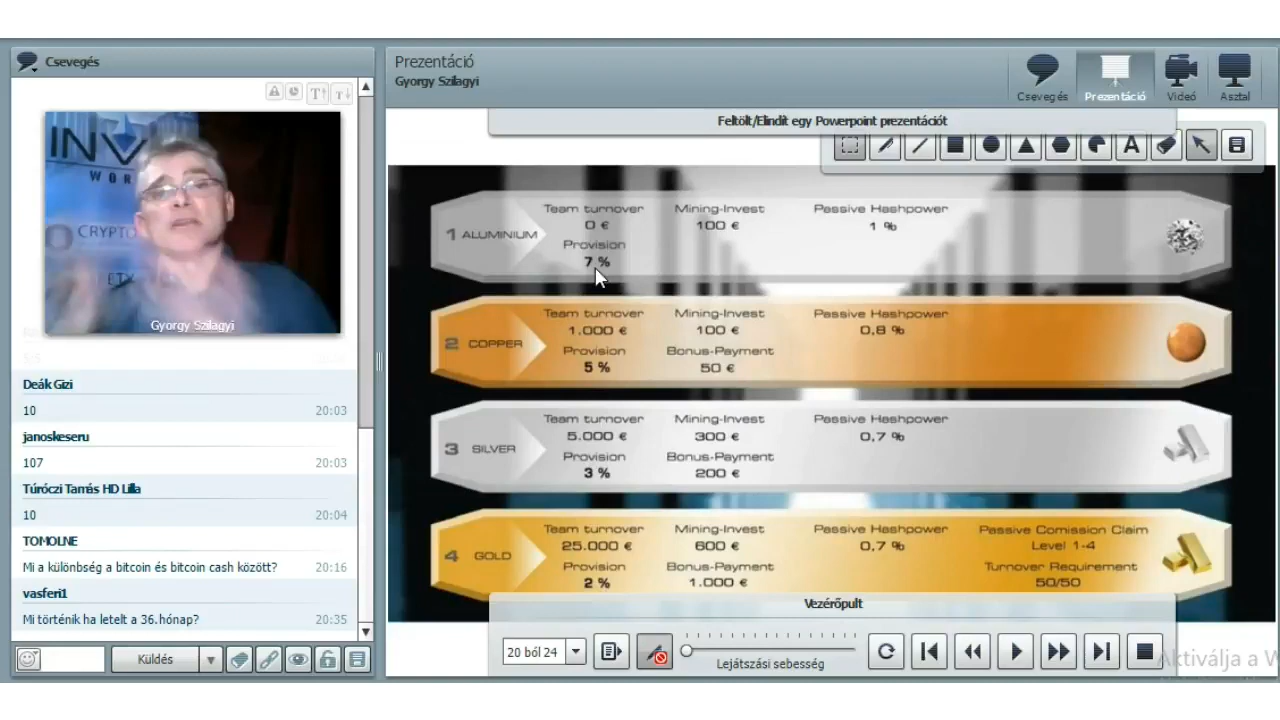 Csevegés
INV
WOR
CRYPTO
ETX
Gyorgy Szilagyi
Deák Gizi
10 20:03
janoskeseru
107 20:03
Túróczi Tamás HD Lilla
10 20:04
TOMOLNE
Mi a különbség a bitcoin és bitcoin cash között? 20:16
vasferi1
Mi történik ha letelt a 36.hónap? 20:35
Küldés
Prezentáció
Gyorgy Szilagyi
Csevegés Prezentáció Videó Asztal
Feltölt/Elindít egy Powerpoint prezentációt
A
1 ALUMINIUM
Team turnover
0 €
Provision
7 %
Mining-Invest
100 €
Passive Hashpower
1 %
2 COPPER
Team turnover
1.000 €
Provision
5 %
Mining-Invest
100 €
Bonus-Payment
50 €
Passive Hashpower
0,8 %
3 SILVER
Team turnover
5.000 €
Provision
3 %
Mining-Invest
300 €
Bonus-Payment
200 €
Passive Hashpower
0,7 %
4 GOLD
Team turnover
25.000 €
Provision
2 %
Mining-Invest
600 €
Bonus-Payment
1.000 €
Passive Hashpower
0,7 %
Passive Comission Claim
Level 1-4
Turnover Requirement
50/50
Vezérőpult
20 ból 24
Lejátszási sebesség
Aktiválja a W